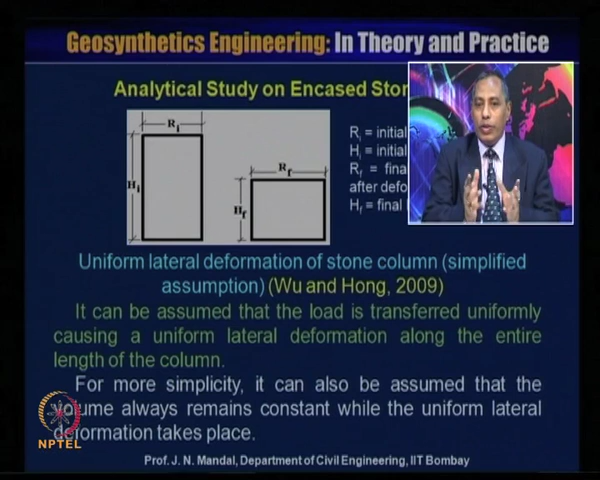 Geosynthetics Engineering: In Theory and Practice
Analytical Study on Encased
Ri
Hi
Rf
Hf
Ri = initial
Hi = initial
Rf = final
after
Hf = final
Uniform lateral deformation of stone column (simplified
assumption) (Wu and Hong, 2009)
It can be assumed that the load is transferred uniformly
causing a uniform lateral deformation along the entire
length of the column.
For more simplicity, it can also be assumed that the
volume always remains constant while the uniform lateral
deformation takes place.
NPTEL
Prof. J. N. Mandal, Department of Civil Engineering, IIT Bombay